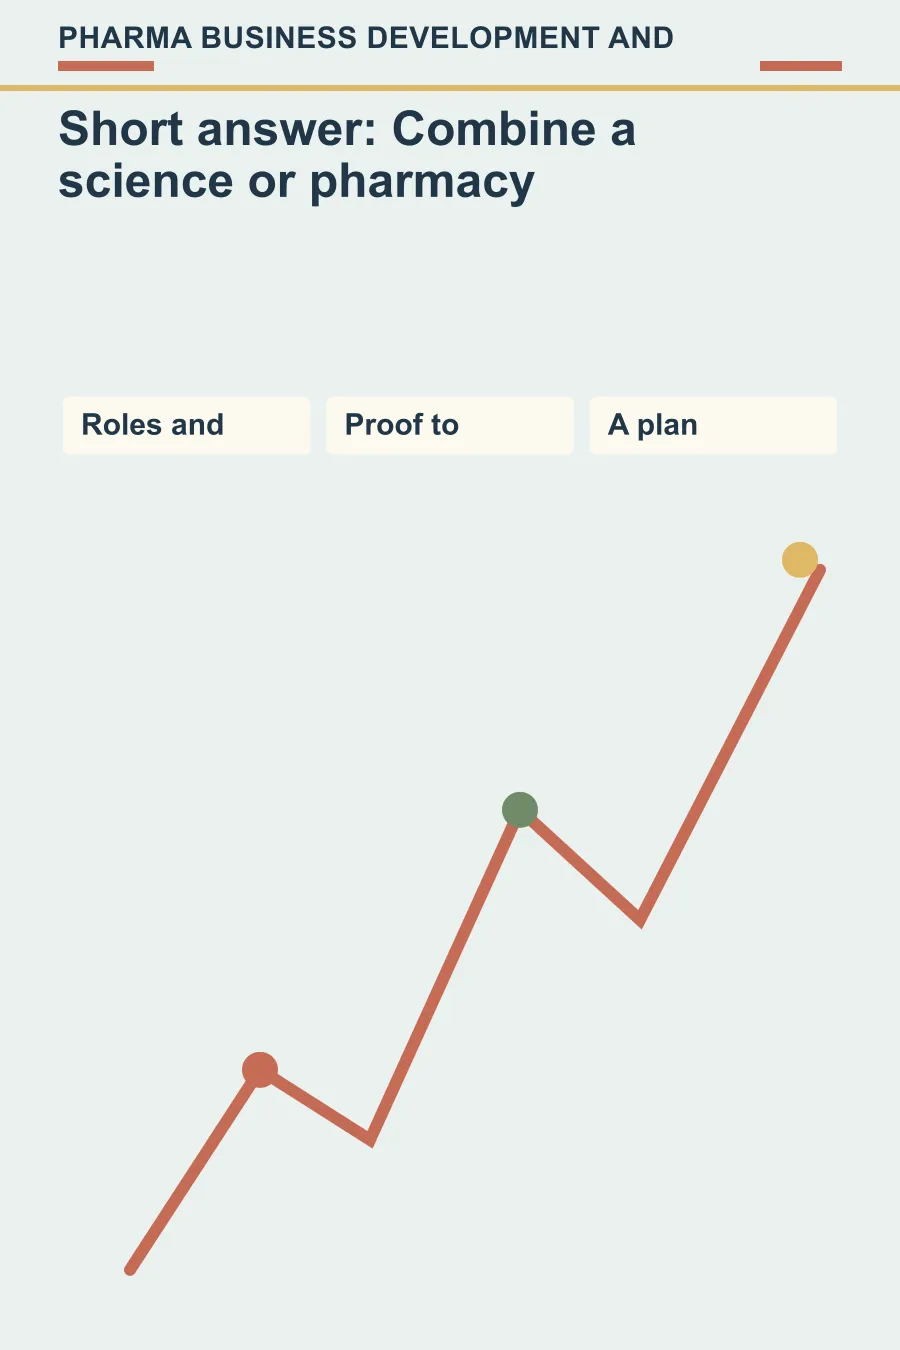 PHARMA BUSINESS DEVELOPMENT AND
Short answer: Combine a
science or pharmacy
Roles and
Proof to
A plan